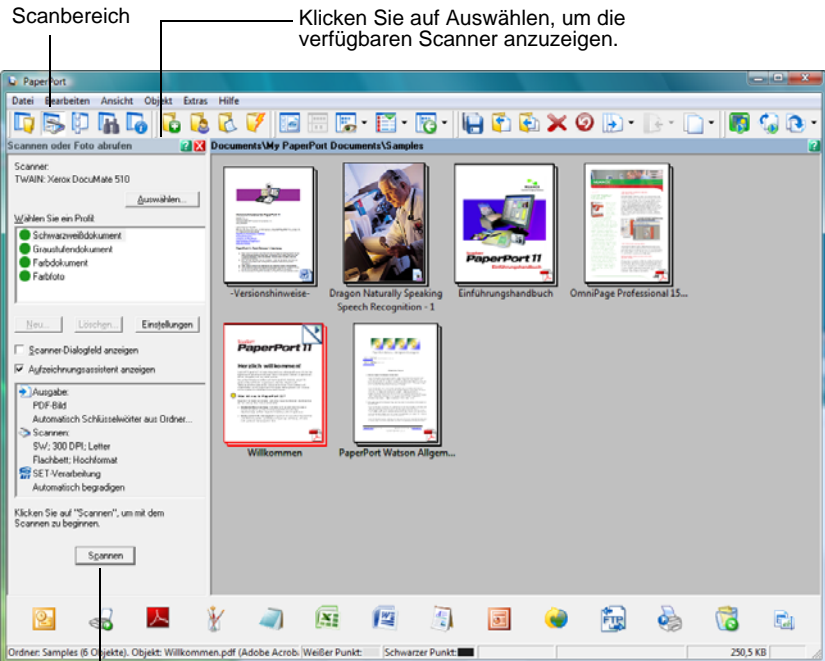 Scanbereich
Klicken Sie auf Auswählen, um die
verfügbaren Scanner anzuzeigen.
PaperPort
Datei Bearbeiten Ansicht Objekt Extras Hilfe
Scannen oder Foto abrufen
Documents\My PaperPort Documents\Samples
Scanner:
TWAIN: Xerox DocuMate 510
Auswählen...
Wählen Sie ein Profil:
Schwarzweißdokument
Graustufendokument
Farbdokument
Farbfoto
Neu... Löschen... Einstellungen
Scanner-Dialogfeld anzeigen
Aufzeichnungsassistent anzeigen
Ausgabe:
PDF-Bild
Automatisch Schlüsselwörter aus Ordner...
Scannen:
SW; 300 DPI; Letter
Flachbett; Hochformat
SET-Verarbeitung
Automatisch begradigen
Klicken Sie auf "Scannen", um mit dem
Scannen zu beginnen.
Scannen
-Versionshinweise-
Dragon Naturally Speaking
Speech Recognition - 1
PaperPort 11
Einführungshandbuch
Einführungshandbuch
OmniPage Professional 15...
PaperPort 11
Herzlich willkommen!
Willkommen
PaperPort Watson Allgem...
FTP
Ordner: Samples (6 Objekte). Objekt: Willkommen.pdf (Adobe Acrob. Weißer Punkt: Schwarzer Punkt: 250,5 KB